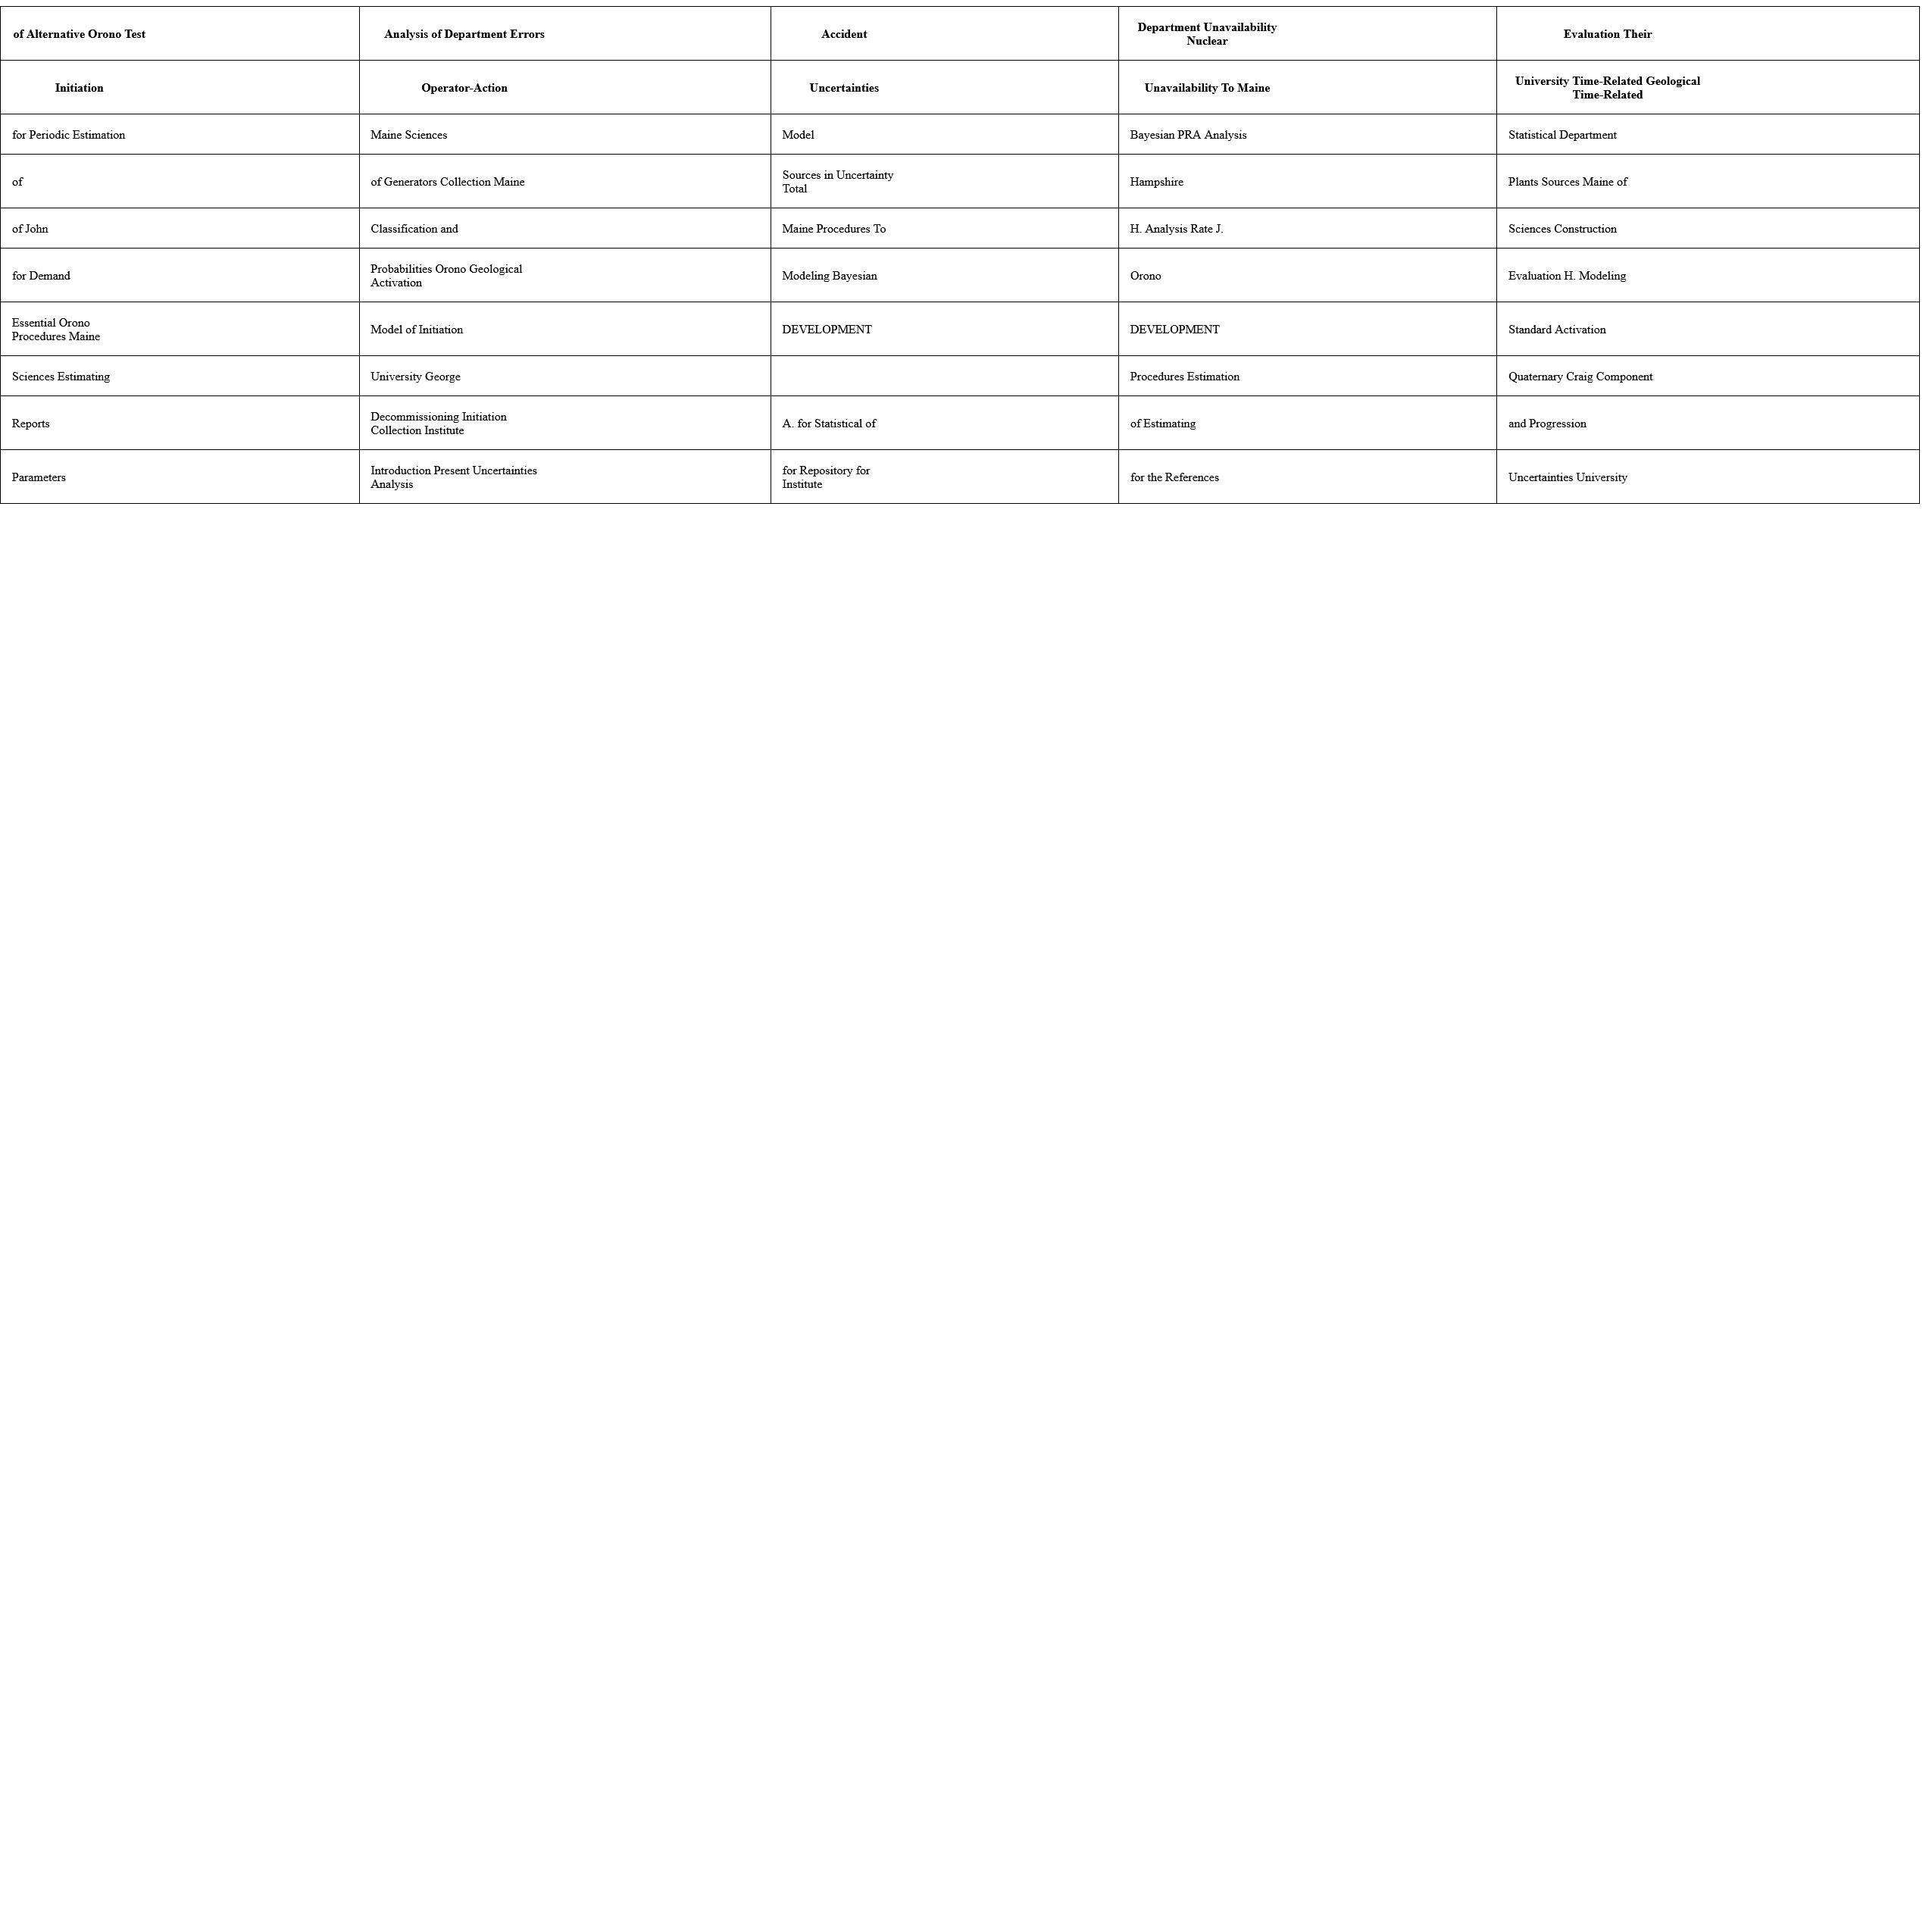 of Alternative Orono Test
Analysis of Department Errors
Accident
Department Unavailability
Nuclear
Evaluation Their
Initiation
Operator-Action
Uncertainties
Unavailability To Maine
University Time-Related Geological
Time-Related
for Periodic Estimation
Maine Sciences
Model
Bayesian PRA Analysis
Statistical Department
of
of Generators Collection Maine
Sources in Uncertainty
Total
Hampshire
Plants Sources Maine of
of John
Classification and
Maine Procedures To
H. Analysis Rate J.
Sciences Construction
for Demand
Probabilities Orono Geological
Activation
Modeling Bayesian
Orono
Evaluation H. Modeling
Essential Orono
Procedures Maine
Model of Initiation
DEVELOPMENT
DEVELOPMENT
Standard Activation
Sciences Estimating
University George
Procedures Estimation
Quaternary Craig Component
Reports
Decommissioning Initiation
Collection Institute
A. for Statistical of
of Estimating
and Progression
Parameters
Introduction Present Uncertainties
Analysis
for Repository for
Institute
for the References
Uncertainties University